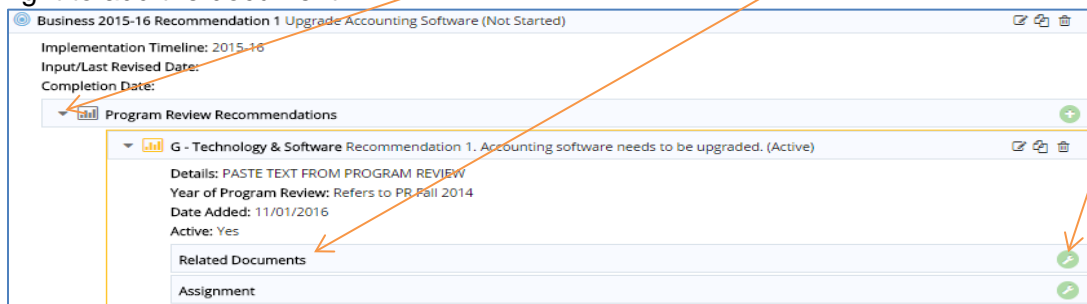 Business 2015-16 Recommendation 1 Upgrade Accounting Software (Not Started)
Implementation Timeline: 2015-16
Input/Last Revised Date:
Completion Date:
Program Review Recommendations
G - Technology & Software Recommendation 1. Accounting software needs to be upgraded. (Active)
Details: PASTE TEXT FROM PROGRAM REVIEW
Year of Program Review: Refers to PR Fall 2014
Date Added: 11/01/2016
Active: Yes
Related Documents
Assignment